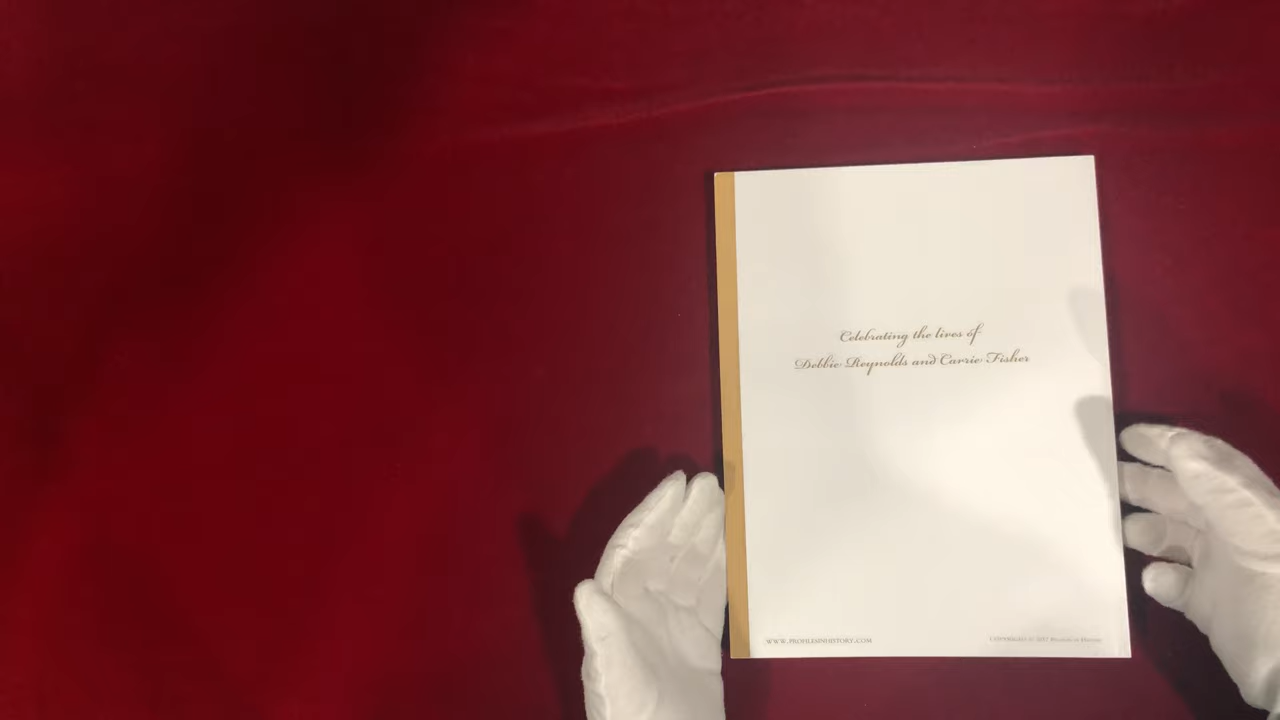 Celebrating the lives of
Debbie Reynolds and Carrie Fisher
WWW.PROFILESINHISTORY.COM